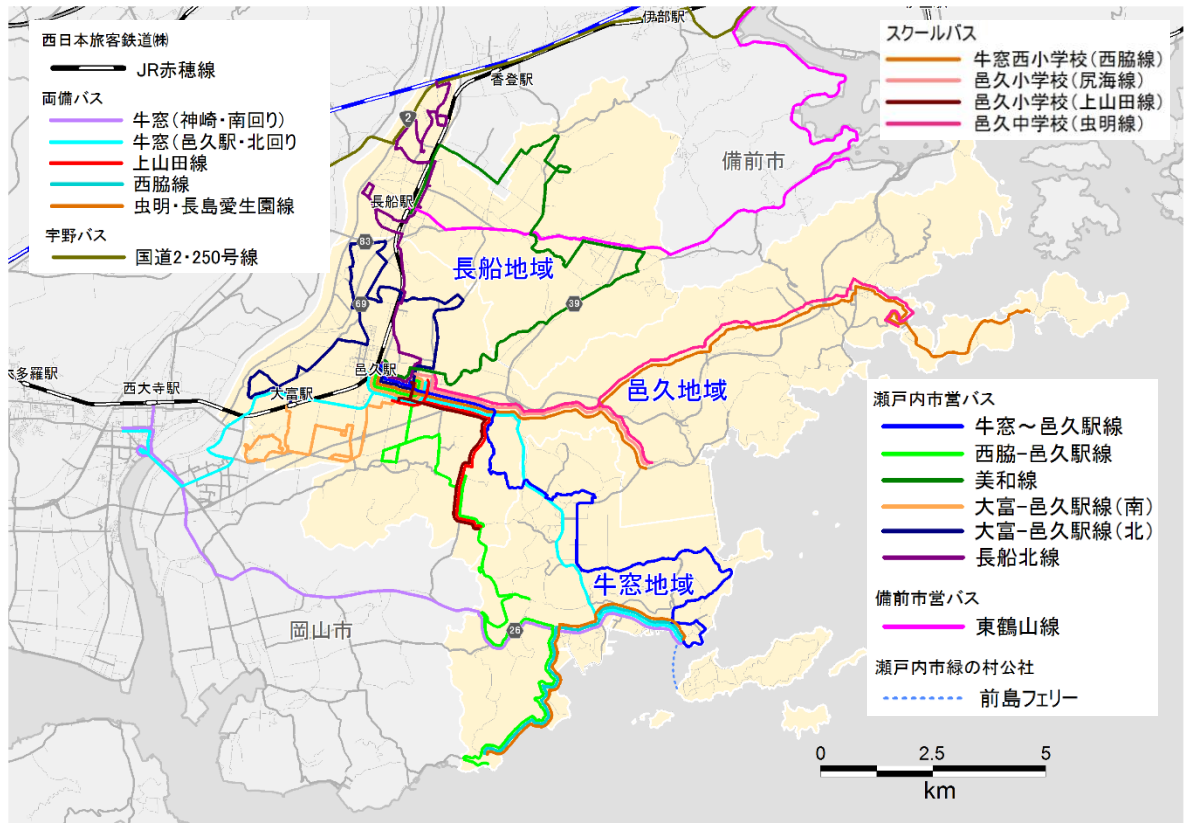 西日本旅客鉄道㈱
JR赤穂線
両備バス
牛窓(神崎・南回り)
牛窓(邑久駅・北回り
上山田線
西脇線
虫明・長島愛生園線
宇野バス
国道2・250号線
スクールバス
牛窓西小学校(西脇線)
邑久小学校(尻海線)
邑久小学校(上山田線)
邑久中学校(虫明線)
伊部駅
香登駅
2
備前市
長船駅
63
長船地域
69
39
邑久駅
邑久地域
多羅駅
西大寺駅
大富駅
瀬戸内市営バス
牛窓～邑久駅線
西脇-邑久駅線
美和線
大富-邑久駅線(南)
大富-邑久駅線(北)
長船北線
備前市営バス
東鶴山線
瀬戸内市緑の村公社
前島フェリー
牛窓地域
岡山市
28
0 2.5 5
km